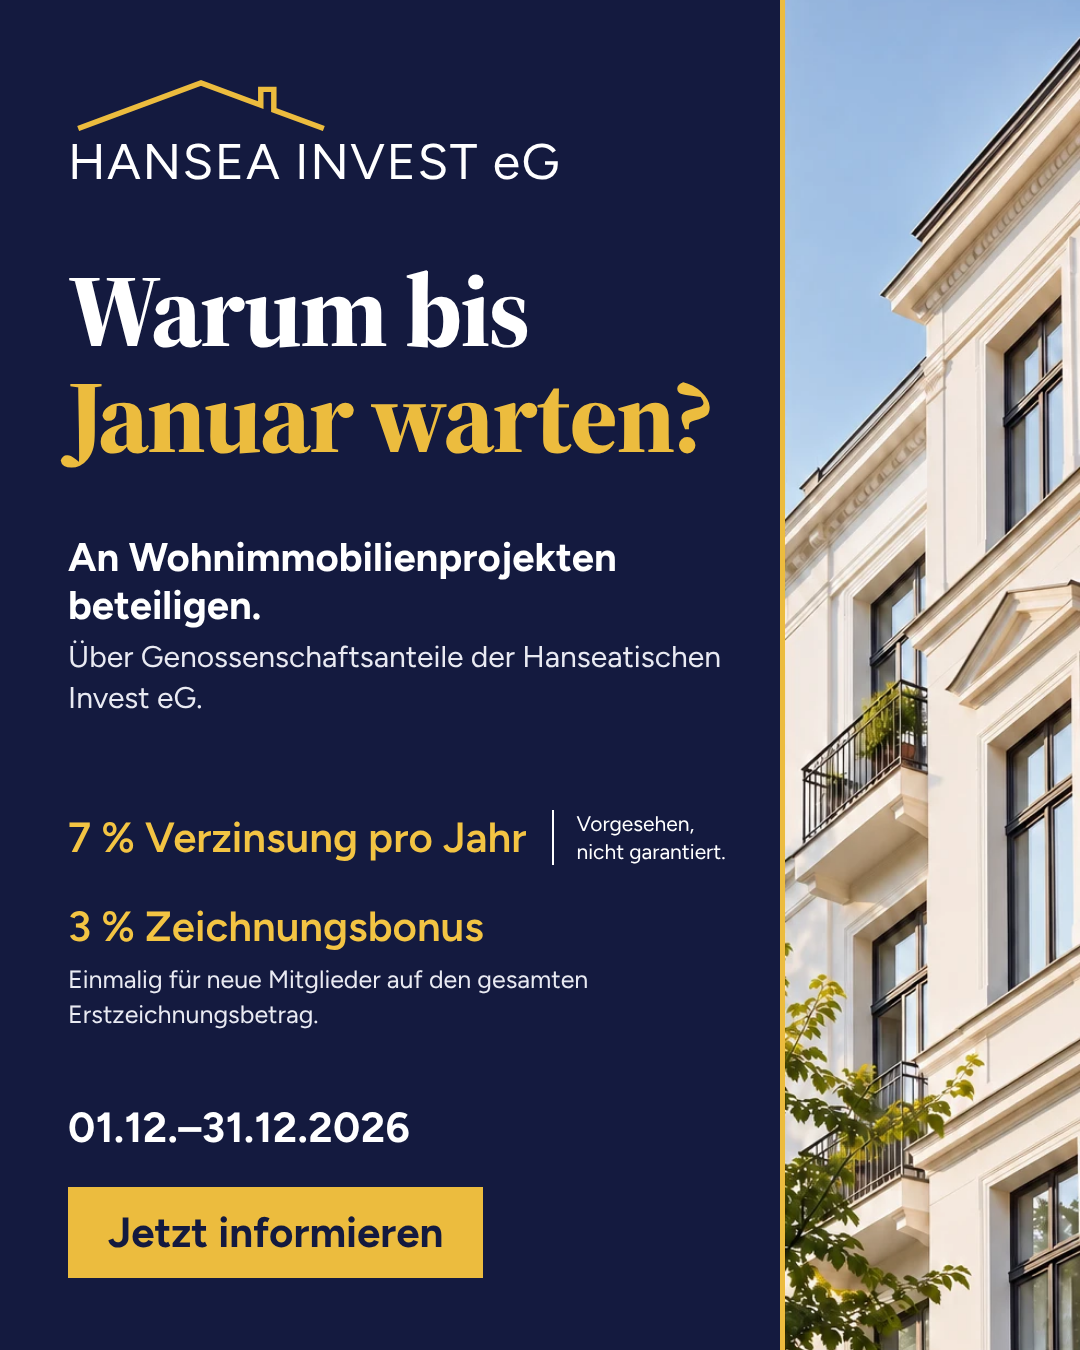 HANSEA INVEST eG
Warum bis
Januar warten?
An Wohnimmobilienprojekten
beteiligen.
Über Genossenschaftsanteile der Hanseatischen
Invest eG.
7 % Verzinsung pro Jahr
Vorgesehen,
nicht garantiert.
3 % Zeichnungsbonus
Einmalig für neue Mitglieder auf den gesamten
Erstzeichnungsbetrag.
01.12.–31.12.2026
Jetzt informieren